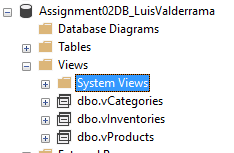 Assignment02DB_LuisValderrama
Database Diagrams
Tables
Views
System Views
dbo.vCategories
dbo.vInventories
dbo.vProducts